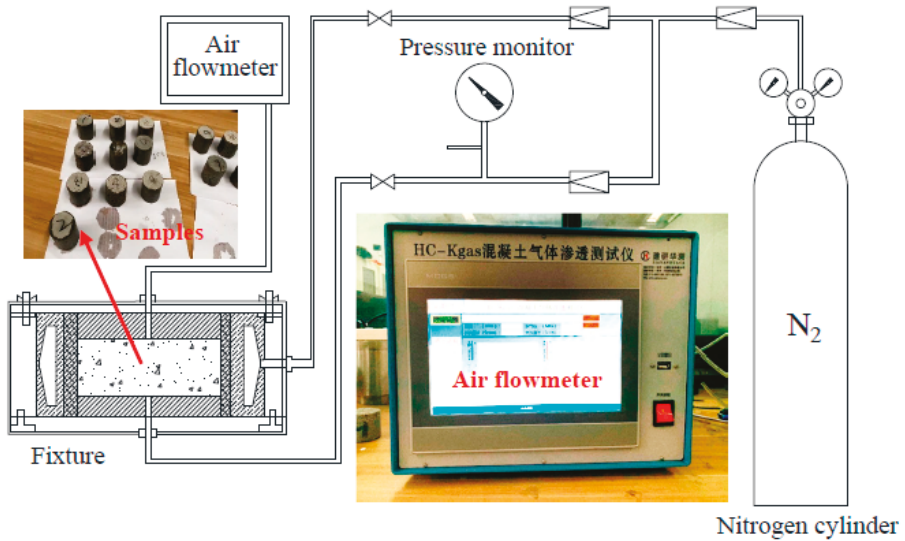 Air
flowmeter
Pressure monitor
Samples
HC-Kgas混凝土气体渗透测试仪
Air flowmeter
N₂
Fixture
Nitrogen cylinder